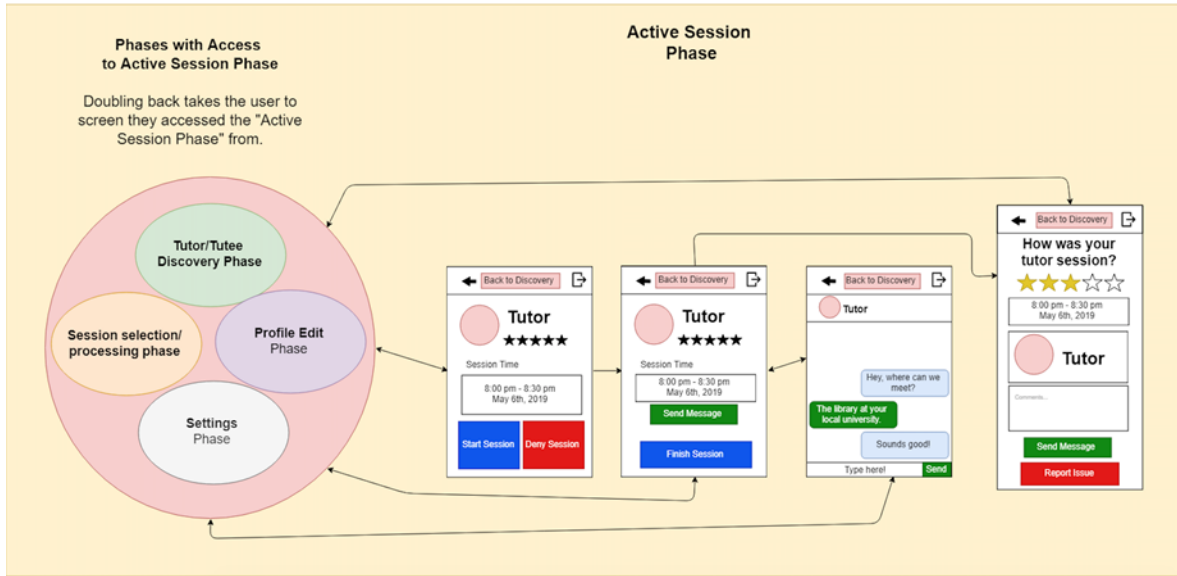 Phases with Access
to Active Session Phase
Doubling back takes the user to
screen they accessed the "Active
Session Phase" from.
Active Session
Phase
Tutor/Tutee
Discovery Phase
Session selection/
processing phase
Profile Edit
Phase
Settings
Phase
Back to Discovery
Tutor
Session Time
8:00 pm - 8:30 pm
May 6th, 2019
Start Session
Deny Session
Back to Discovery
Tutor
Session Time
8:00 pm - 8:30 pm
May 6th, 2019
Send Message
Finish Session
Back to Discovery
Tutor
Hey, where can we
meet?
The library at your
local university.
Sounds good!
Type here!
Send
Back to Discovery
How was your
tutor session?
8:00 pm - 8:30 pm
May 6th, 2019
Tutor
Comments...
Send Message
Report Issue